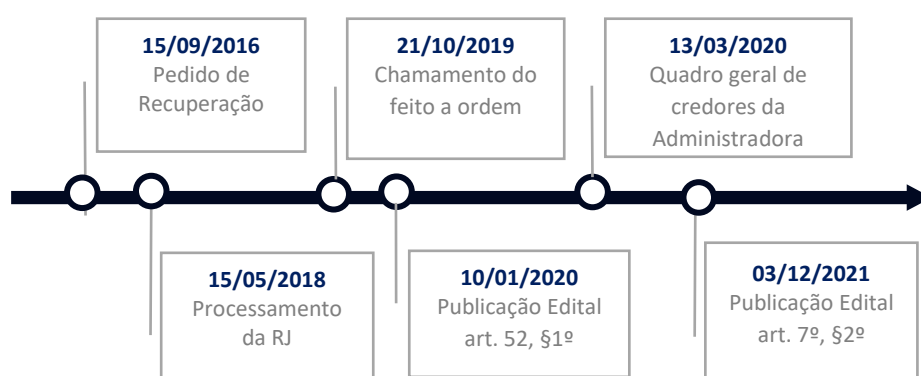 15/09/2016
Pedido de
Recuperação
21/10/2019
Chamamento do
feito a ordem
13/03/2020
Quadro geral de
credores da
Administradora
15/05/2018
Processamento
da RJ
10/01/2020
Publicação Edital
art. 52, §1º
03/12/2021
Publicação Edital
art. 7º, §2º